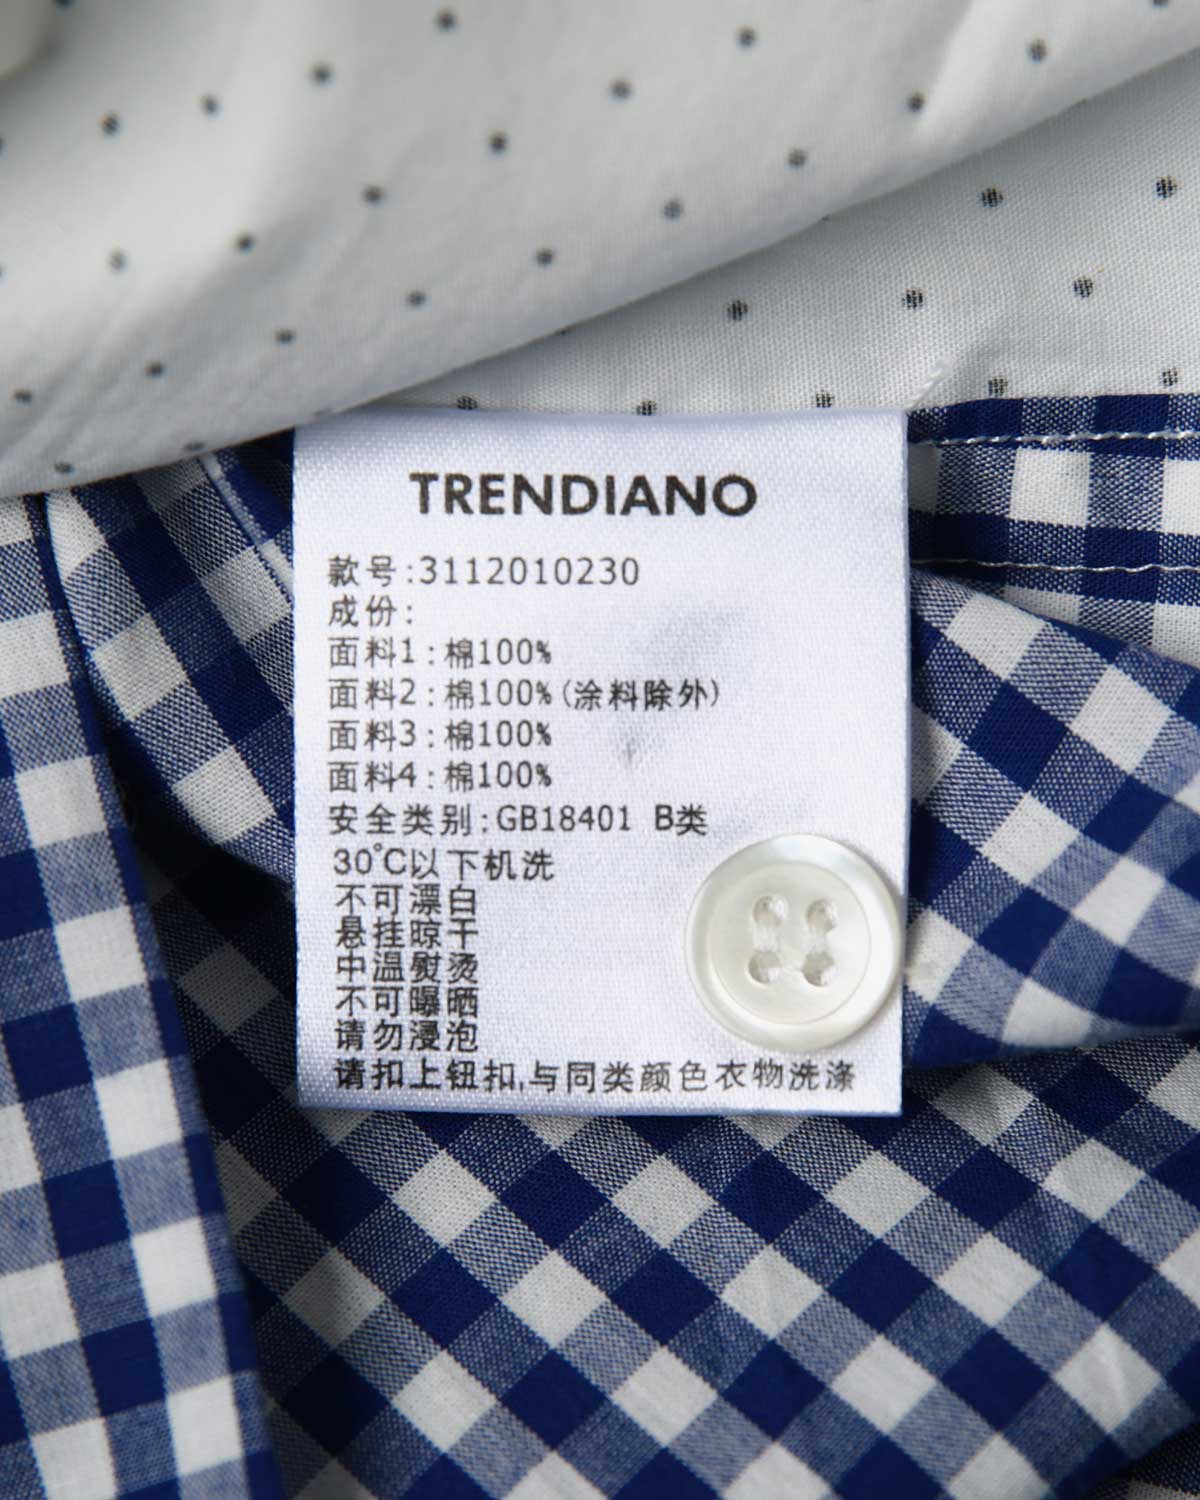 TRENDIANO
款号:3112010230
成份:
面料1:棉100%
面料2:棉100%(涂料除外)
面料3:棉100%
面料4:棉100%
安全类别:GB18401 B类
30℃以下机洗
不可漂白
悬挂晾干
中温熨烫
不可曝晒
请勿浸泡
请扣上钮扣,与同类颜色衣物洗涤